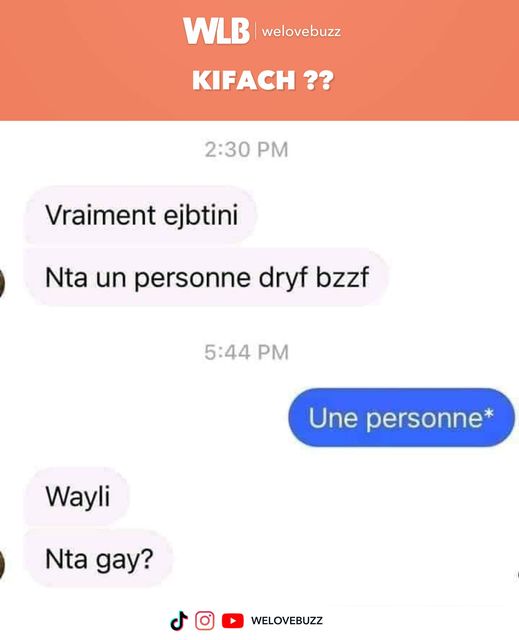 WLB | welovebuzz
KIFACH ??
2:30 PM
Vraiment ejbtini
Nta un personne dryf bzzf
5:44 PM
Une personne*
Wayli
Nta gay?
WELOVEBUZZ